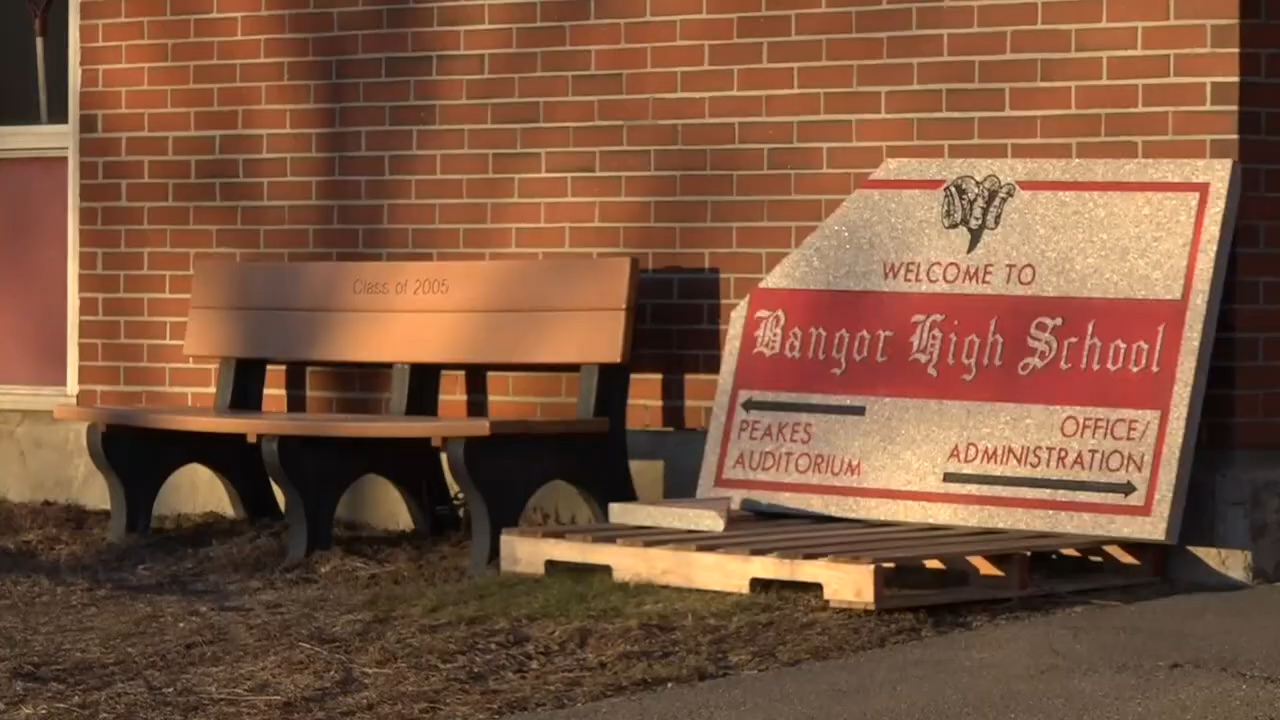 Class of 2005
WELCOME TO
Bangor High School
PEAKES
AUDITORIUM
OFFICE/
ADMINISTRATION